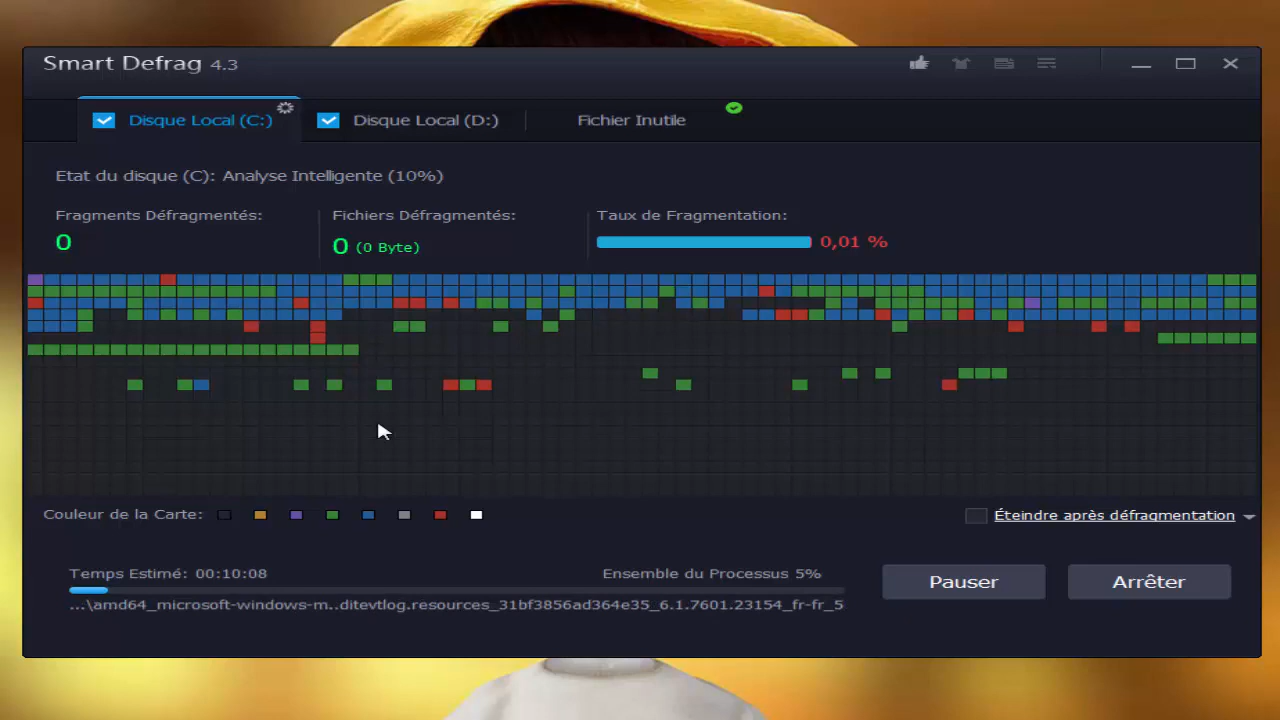 Smart Defrag 4.3
Disque Local (C:) Disque Local (D:) Fichier Inutile
Etat du disque (C): Analyse Intelligente (10%)
Fragments Défragmentés: Fichiers Défragmentés: Taux de Fragmentation:
0 0 (0 Byte) 0,01 %
Couleur de la Carte: Éteindre après défragmentation
Temps Estimé: 00:10:08 Ensemble du Processus 5% Pauser Arrêter
...\amd64_microsoft-windows-m..ditevtlog.resources_31bf3856ad364e35_6.1.7601.23154_fr-fr_5